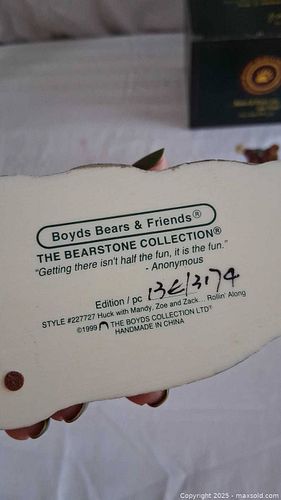 Boyds Bears & Friends®
THE BEARSTONE COLLECTION®
"Getting there isn't half the fun, it is the fun."
- Anonymous
Edition / pc 13E/3174
STYLE #227727 Huck with Mandy, Zoe and Zack... Rollin' Along
©1999 THE BOYDS COLLECTION LTD®
HANDMADE IN CHINA
Copyright 2025 - maxsold.com